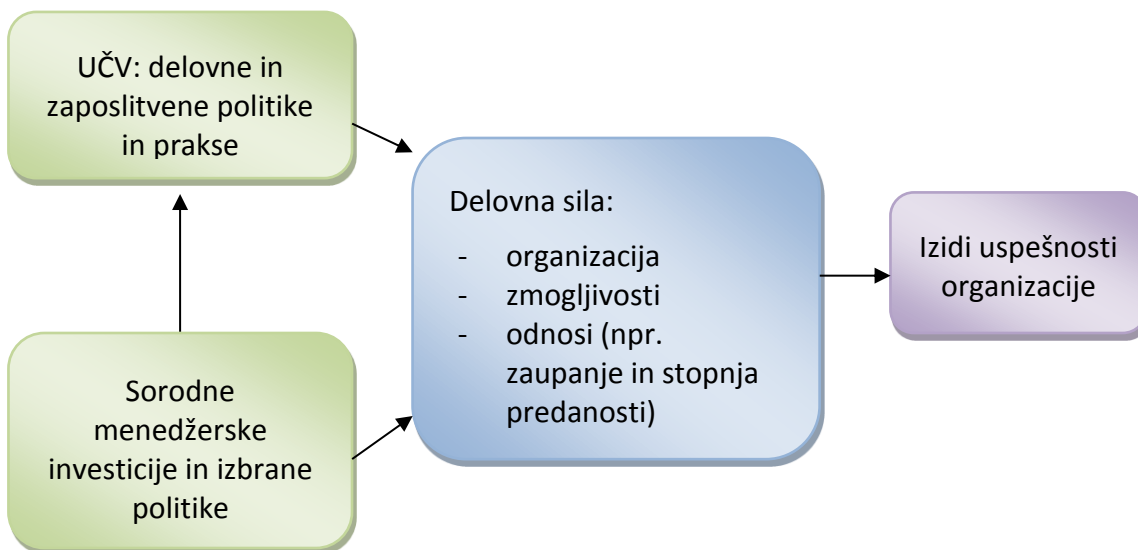 UČV: delovne in
zaposlitvene politike
in prakse
Sorodne
menedžerske
investicije in izbrane
politike
Delovna sila:
- organizacija
- zmogljivosti
- odnosi (npr.
zaupanje in stopnja
predanosti)
Izidi uspešnosti
organizacije